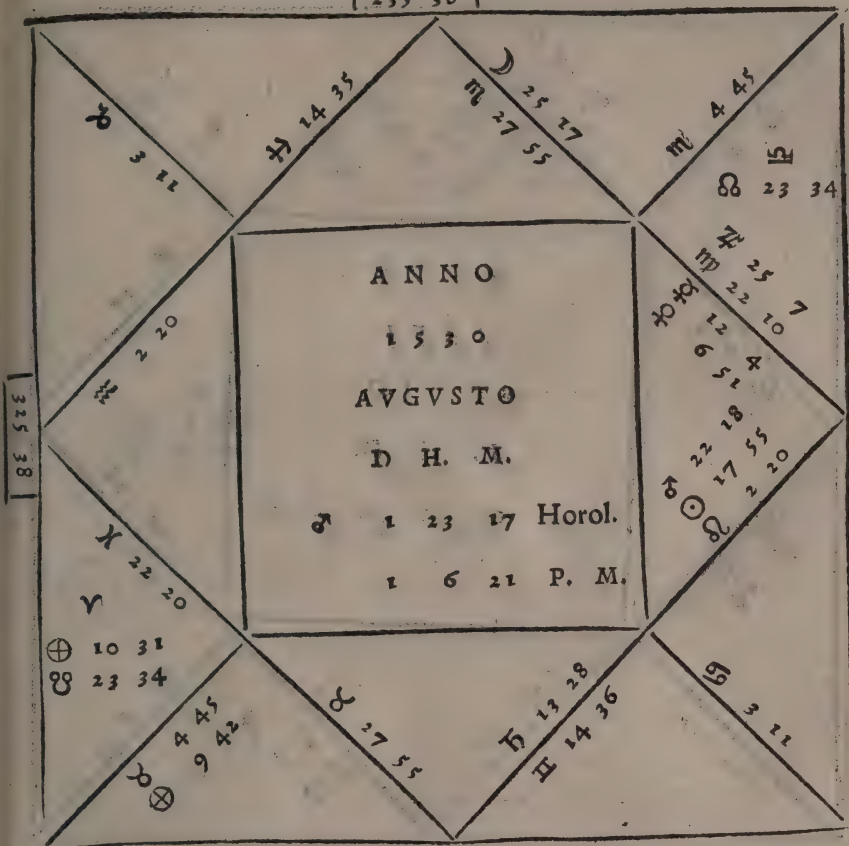 235 38
♑ 3 11
♓ 14 35
☽ 25 17
♏ 27 55
♏ 4 45
♎
☊ 23 34
♃ 25 7
♍ 22 10
☿ 12 4
♀ 6 51
♂ 22 18
☉ 17 55
♌ 2 20
♒ 2 20
325 38
ANNO
1530
AVGVSTO
D H. M.
♂ 1 23 17 Horol.
1 6 21 P. M.
♓ 22 20
♈
⊕ 10 31
☋ 23 34
♉ 4 45
⊗ 9 42
♉ 27 55
♄ 13 28
♊ 14 36
♋ 3 11